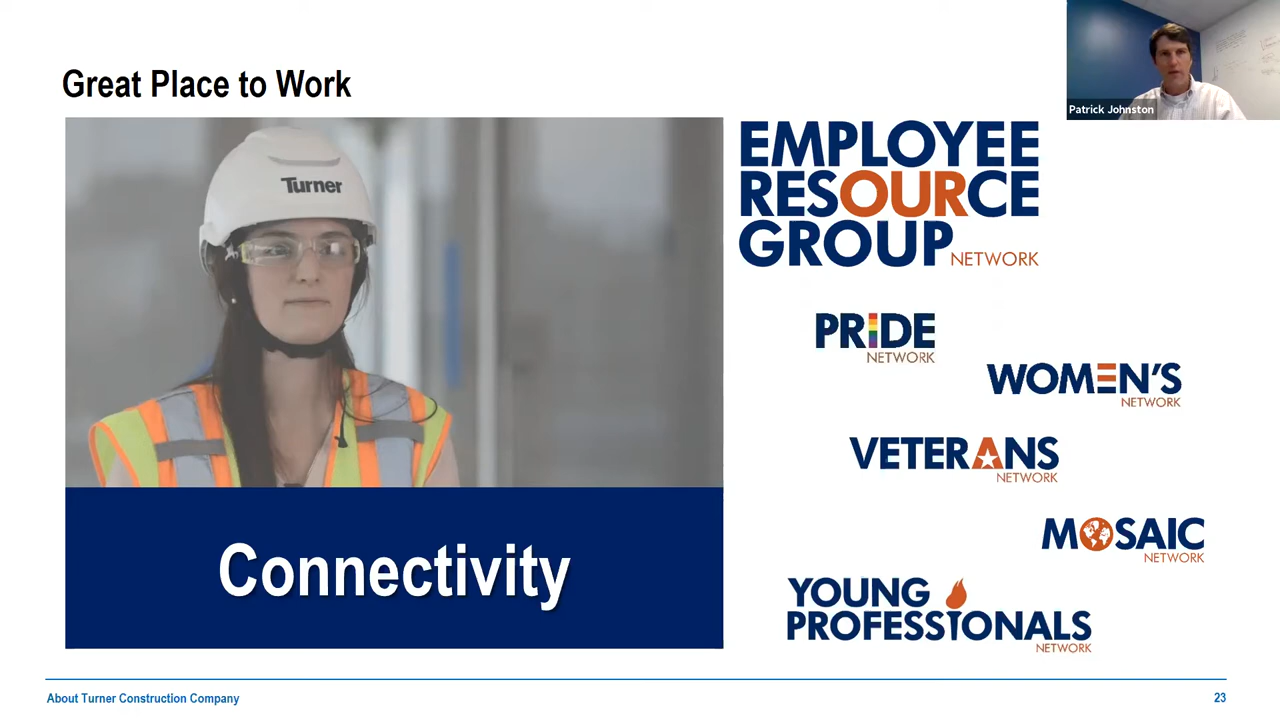 Great Place to Work
Patrick Johnston
Turner
Connectivity
EMPLOYEE
RESOURCE
GROUP NETWORK
PRIDE
NETWORK
WOMEN'S
NETWORK
VETERANS
NETWORK
MOSAIC
NETWORK
YOUNG
PROFESSIONALS
NETWORK
About Turner Construction Company
23